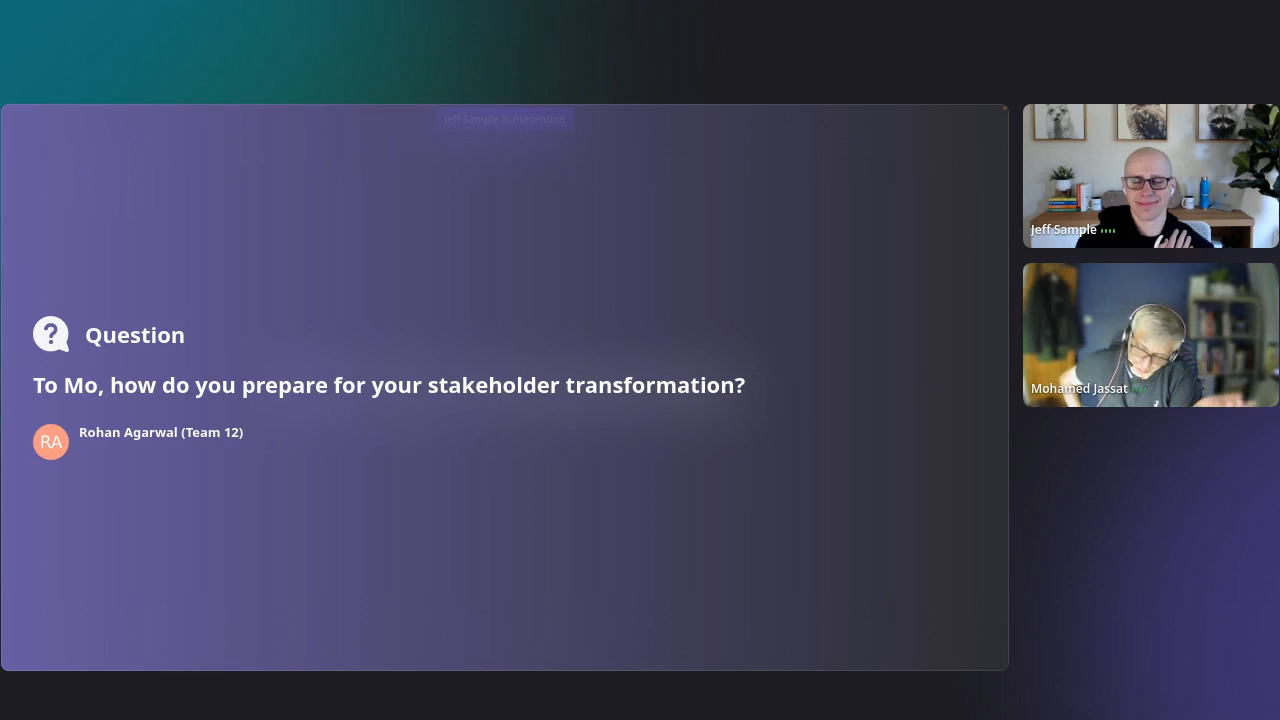 Jeff Sample Is Presenting
Question
To Mo, how do you prepare for your stakeholder transformation?
RA
Rohan Agarwal (Team 12)
Jeff Sample
Mohamed Jassat